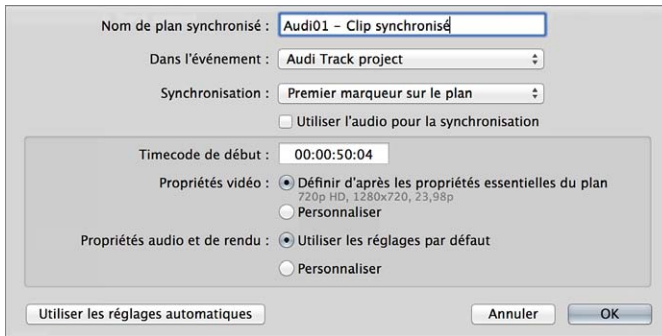 Nom de plan synchronisé : Audi01 - Clip synchronisé
Dans l'événement : Audi Track project
Synchronisation : Premier marqueur sur le plan
Utiliser l'audio pour la synchronisation
Timecode de début : 00:00:50:04
Propriétés vidéo : Définir d'après les propriétés essentielles du plan
720p HD, 1280x720, 23,98p
Personnaliser
Propriétés audio et de rendu : Utiliser les réglages par défaut
Personnaliser
Utiliser les réglages automatiques Annuler OK